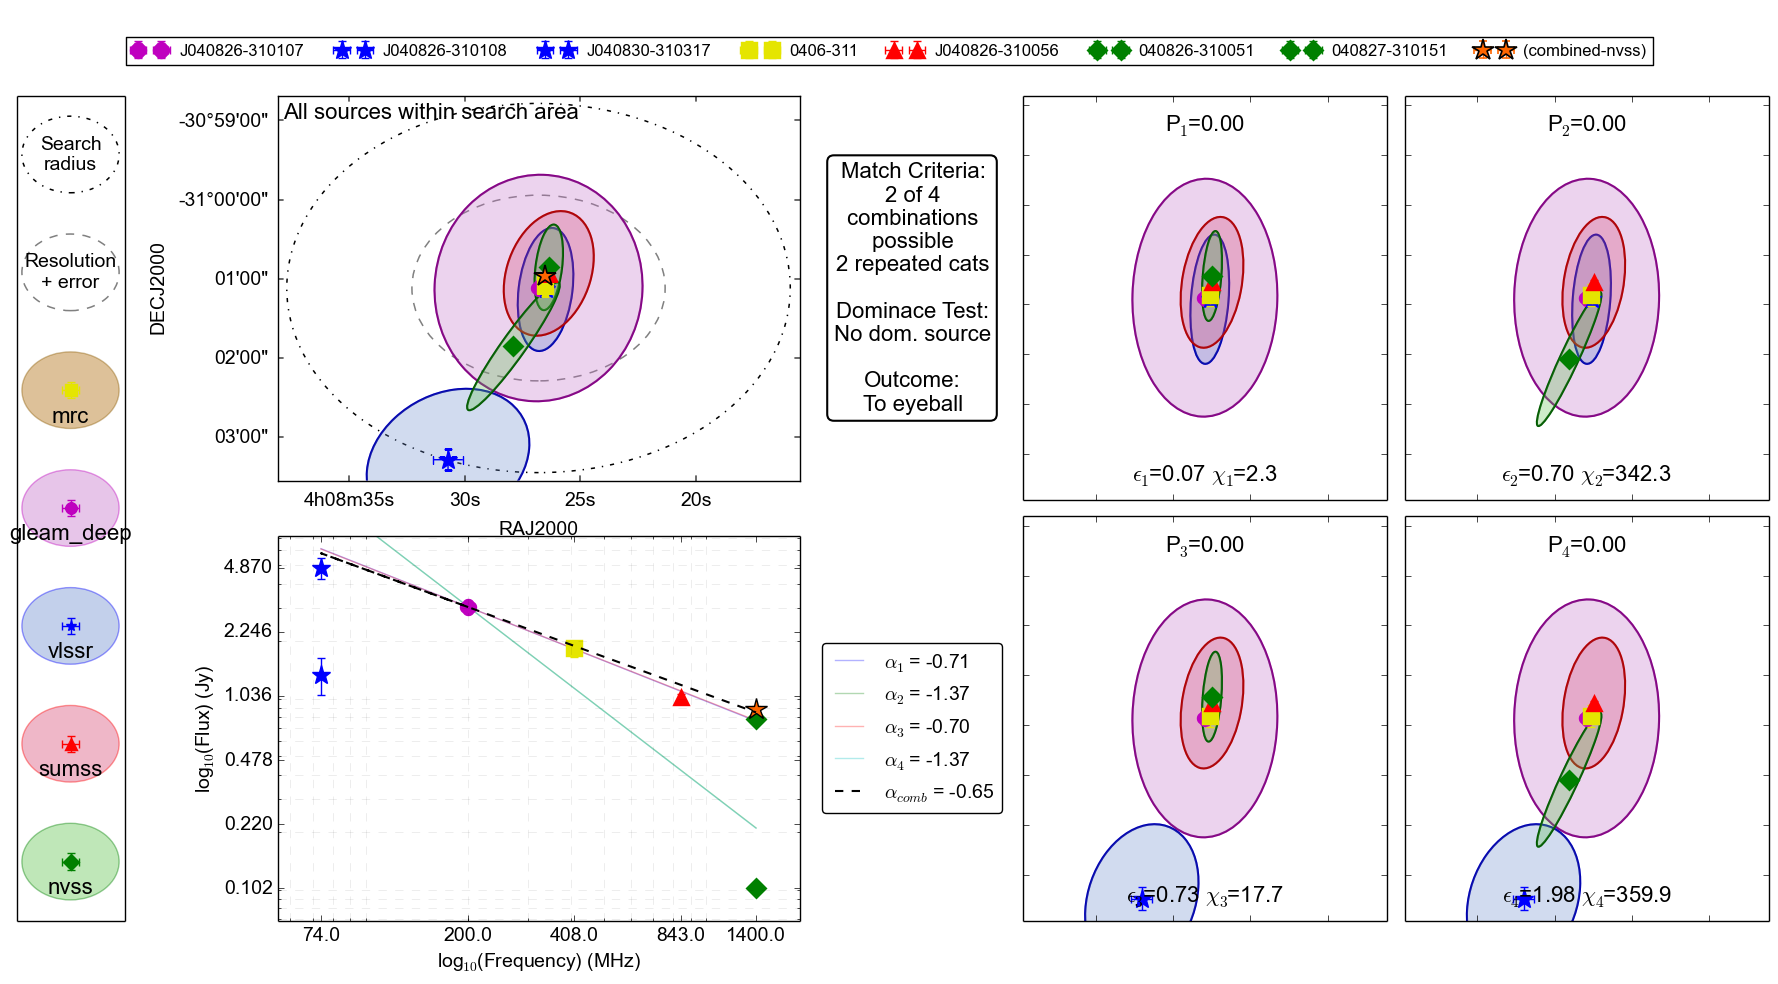 J040826-310107 J040826-310108 J040830-310317 0406-311 J040826-310056 040826-310051 040827-310151 (combined-nvss)
Search
radius
Resolution
+ error
mrc
gleam_deep
vlssr
sumss
nvss
All sources within search area
DECJ2000
-30°59'00"
-31°00'00"
01'00"
02'00"
03'00"
4h08m35s 30s 25s 20s
RAJ2000
Match Criteria:
2 of 4
combinations
possible
2 repeated cats
Dominace Test:
No dom. source
Outcome:
To eyeball
P1=0.00
ϵ1=0.07 χ1=2.3
P2=0.00
ϵ2=0.70 χ2=342.3
log10(Flux) (Jy)
4.870
2.246
1.036
0.478
0.220
0.102
74.0 200.0 408.0 843.0 1400.0
log10(Frequency) (MHz)
α1 = -0.71
α2 = -1.37
α3 = -0.70
α4 = -1.37
αcomb = -0.65
P3=0.00
ϵ3=0.73 χ3=17.7
P4=0.00
ϵ4=1.98 χ4=359.9